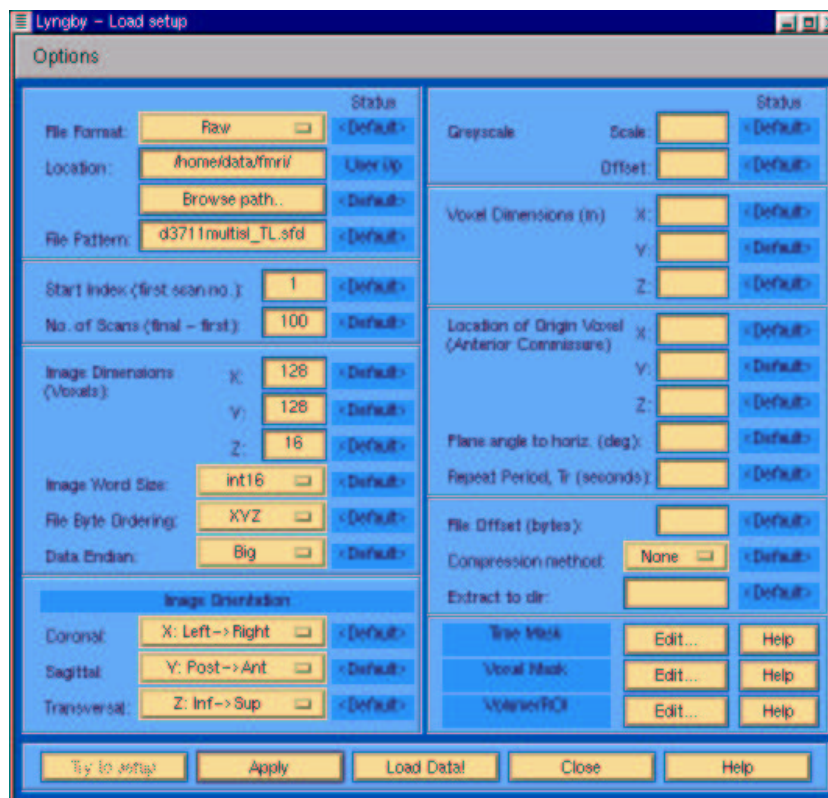 Lyngby - Load setup
Options
Status
File Format: Raw <Default>
Location: /home/data/fmri/ User Up
Browse path.. <Default>
File Pattern: d3711multisl_TL.sfd <Default>
Start Index (first scan no.): 1 <Default>
No. of Scans (final - first): 100 <Default>
Image Dimensions (Voxels): X: 128 <Default>
Y: 128 <Default>
Z: 16 <Default>
Image Word Size: int16 <Default>
File Byte Ordering: XYZ <Default>
Data Endian: Big <Default>
Image Orientation
Coronal: X: Left->Right <Default>
Sagittal: Y: Post->Ant <Default>
Transversal: Z: Inf->Sup <Default>
Status
Greyscale Scale: <Default>
Offset: <Default>
Voxel Dimensions (m) X: <Default>
Y: <Default>
Z: <Default>
Location of Origin Voxel
(Anterior Commissure) X: <Default>
Y: <Default>
Z: <Default>
Plane angle to horiz. (deg): <Default>
Repeat Period, Tr (seconds): <Default>
File Offset (bytes): <Default>
Compression method: None <Default>
Extract to dir: <Default>
Time Mask Edit... Help
Voxel Mask Edit... Help
Volume/ROI Edit... Help
Try to setup Apply Load Data! Close Help